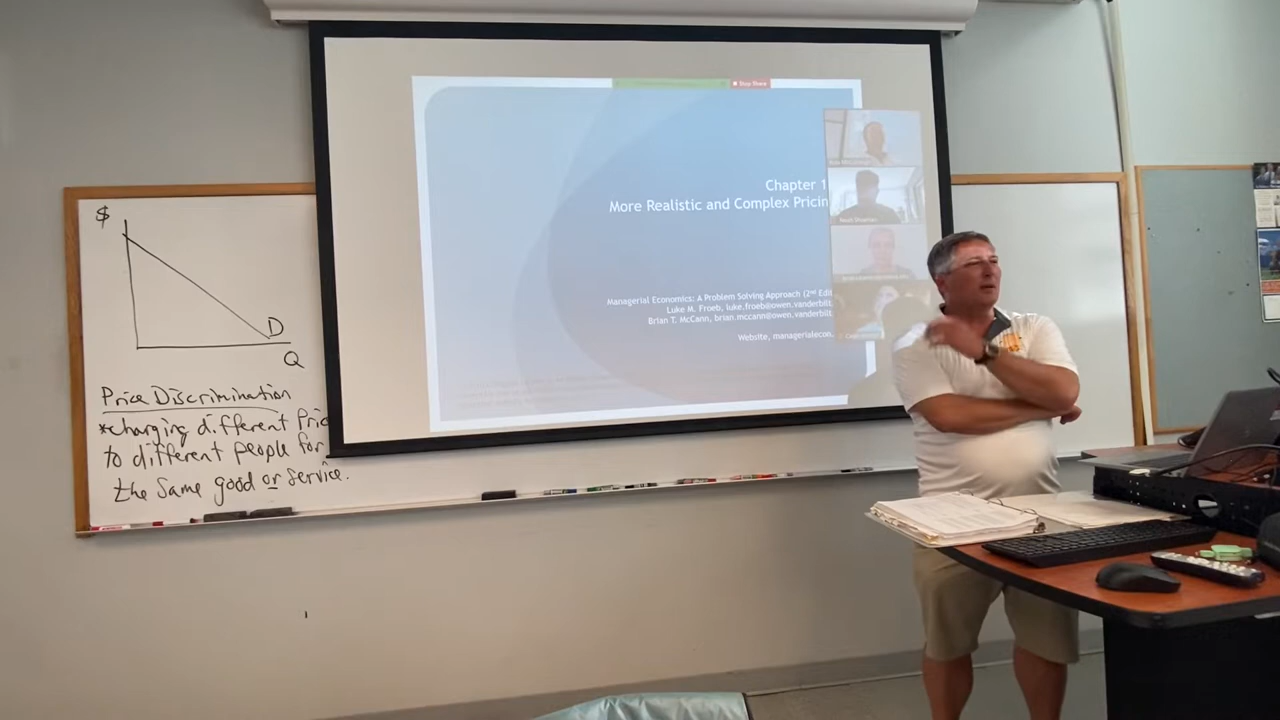 $
D
Q
Price Discrimination
*charging different Pric
to different people for
the same good or service.
Stop Share
Chapter 1
More Realistic and Complex Pricin
Managerial Economics: A Problem Solving Approach (2nd Edi
Luke M. Froeb, luke.froeb@owen.vanderbilt.
Brian T. McCann, brian.mccann@owen.vanderbilt.
Website, managerialecon.